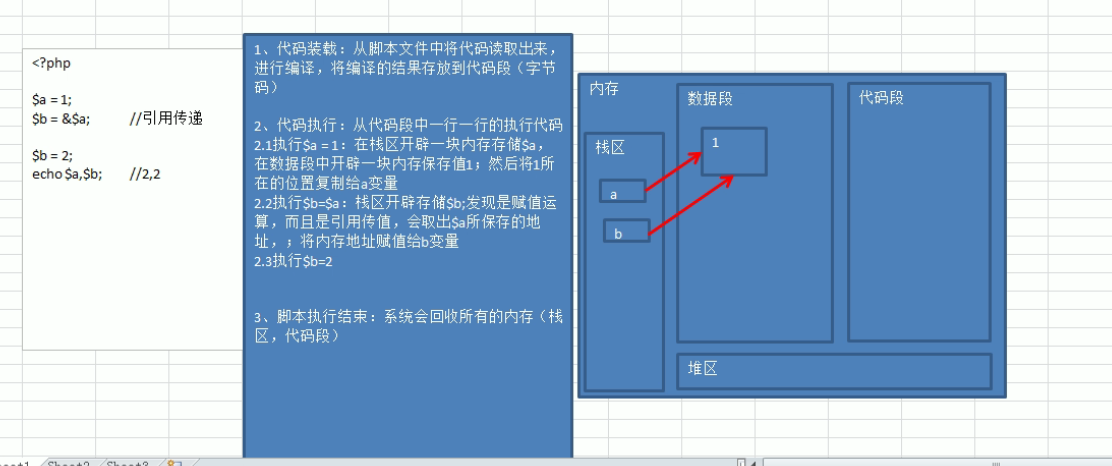 <?php
$a = 1;
$b = &$a; //引用传递
$b = 2;
echo $a,$b; //2,2
1、代码装载：从脚本文件中将代码读取出来，
进行编译，将编译的结果存放到代码段（字节
码）
2、代码执行：从代码段中一行一行的执行代码
2.1执行$a = 1：在栈区开辟一块内存存储$a，
在数据段中开辟一块内存保存值1；然后将1所
在的位置复制给a变量
2.2执行$b=$a：栈区开辟存储$b;发现是赋值运
算，而且是引用传值，会取出$a所保存的地
址，；将内存地址赋值给b变量
2.3执行$b=2
3、脚本执行结束：系统会回收所有的内存（栈
区，代码段）
内存
数据段
代码段
1
栈区
a
b
堆区
Sheet2
Sheet3